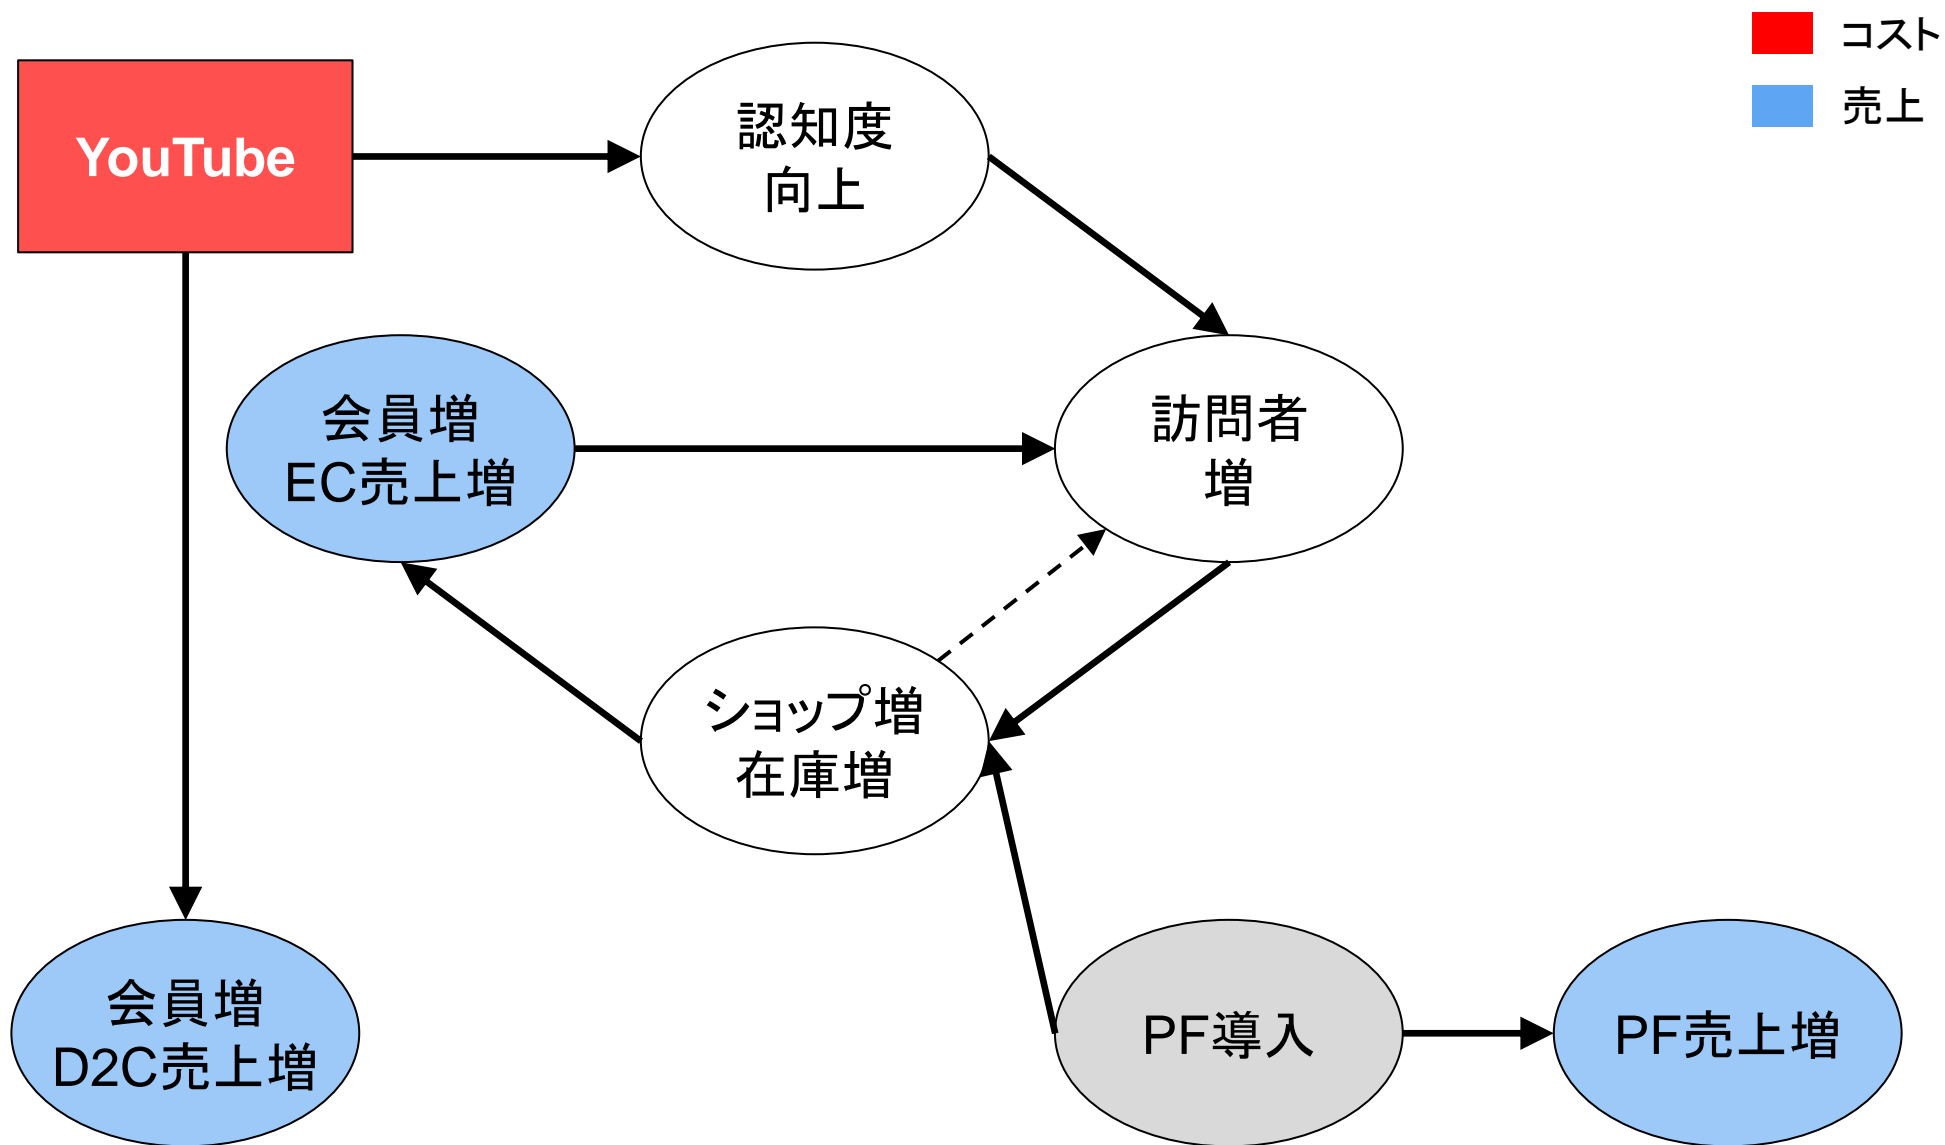 コスト
売上
YouTube
認知度
向上
会員増
EC売上増
訪問者
増
ショップ増
在庫増
会員増
D2C売上増
PF導入
PF売上増